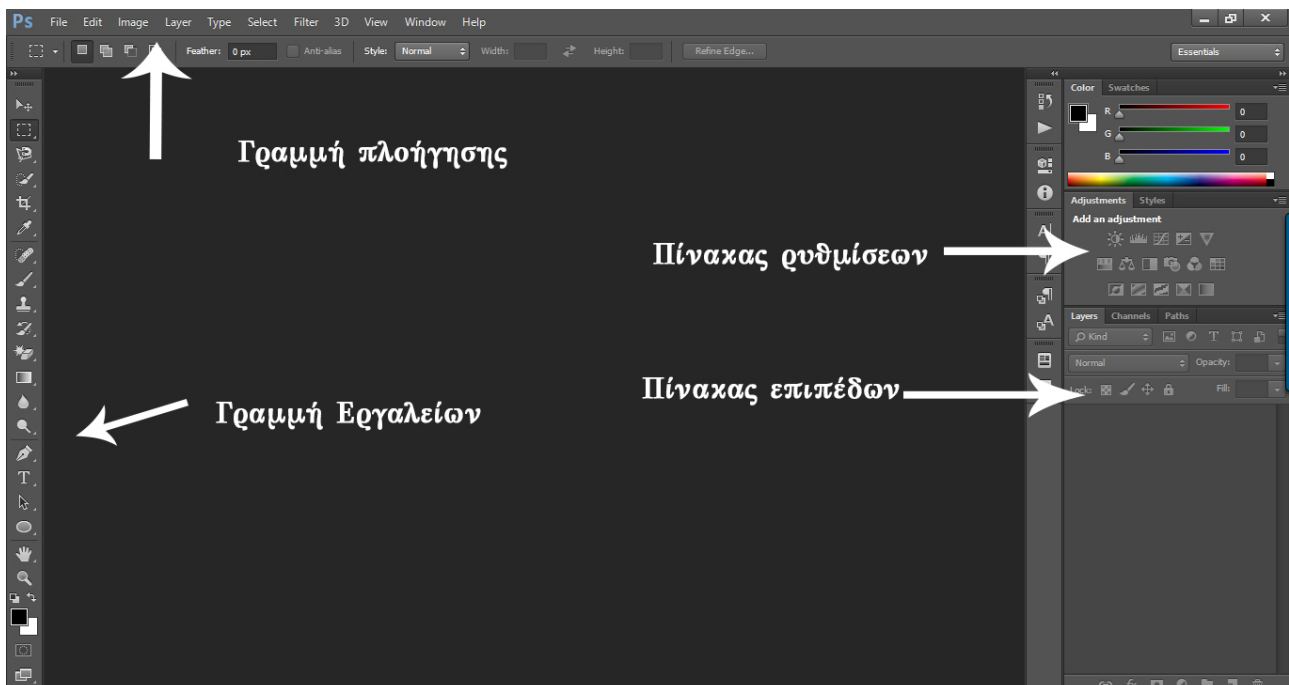 Ps File Edit Image Layer Type Select Filter 3D View Window Help
Feather: 0 px Anti-alias Style: Normal Width: Height: Refine Edge... Essentials
Color Swatches
R 0
G 0
B 0
Γραμμή πλοήγησης
Adjustments Styles
Add an adjustment
Πίνακας ρυθμίσεων
Layers Channels Paths
Kind
Normal Opacity:
Πίνακας επιπέδων
Lock: Fill:
Γραμμή Εργαλείων